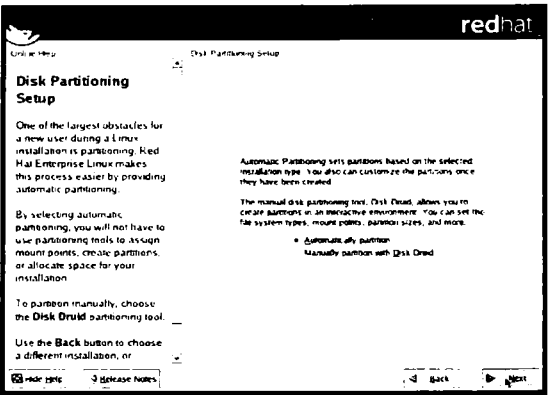 redhat
Online Help
Disk Partitioning Setup
Disk Partitioning
Setup
One of the largest obstacles for
a new user during a Linux
installation is partitioning. Red
Hat Enterprise Linux makes
this process easier by providing
automatic partitioning.
By selecting automatic
partitioning, you will not have to
use partitioning tools to assign
mount points, create partitions,
or allocate space for your
installation.
To partition manually, choose
the Disk Druid partitioning tool.
Use the Back button to choose
a different installation, or
Automatic Partitioning sets partitions based on the selected
installation type. You also can customize the partitions once
they have been created.
The manual disk partitioning tool, Disk Druid, allows you to
create partitions in an interactive environment. You can set the
file system types, mount points, partition sizes, and more.
Automatically partition
Manually partition with Disk Druid
Hide Help
Release Notes
Back
Next